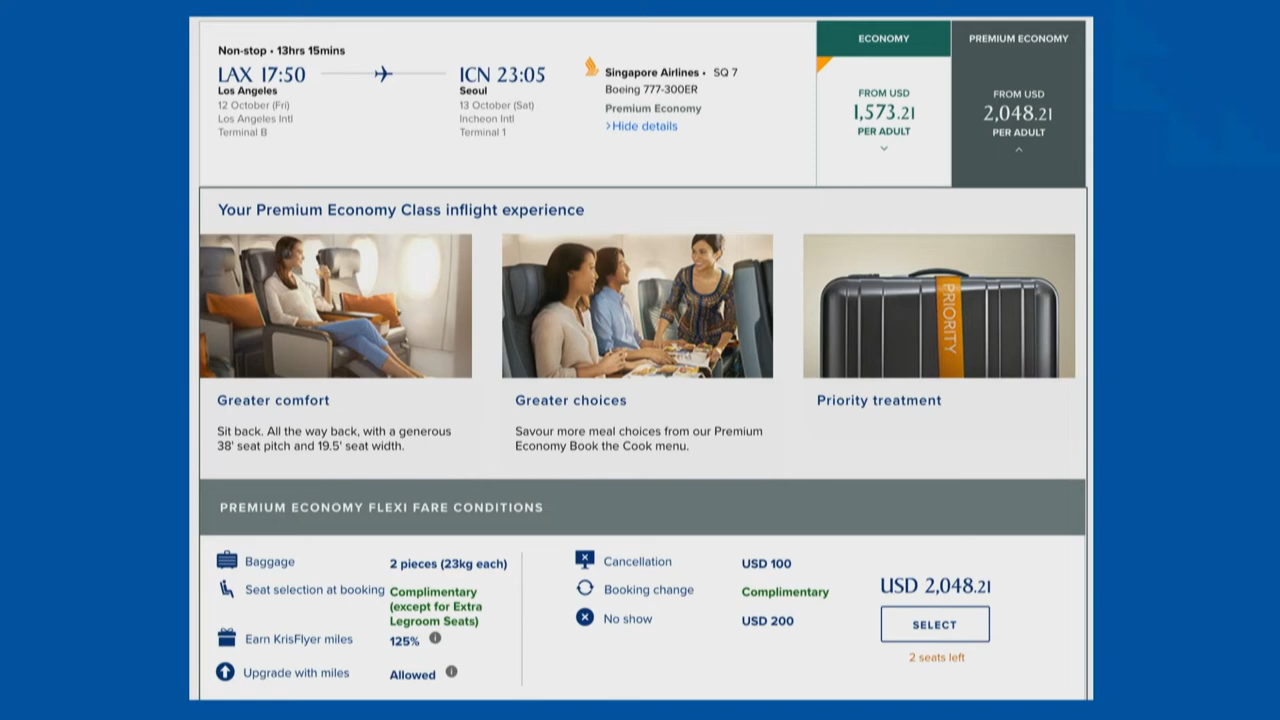 Non-stop • 13hrs 15mins
LAX 17:50
Los Angeles
12 October (Fri)
Los Angeles Intl
Terminal B
ICN 23:05
Seoul
13 October (Sat)
Incheon Intl
Terminal 1
Singapore Airlines • SQ 7
Boeing 777-300ER
Premium Economy
>Hide details
ECONOMY
FROM USD
1,573.21
PER ADULT
PREMIUM ECONOMY
FROM USD
2,048.21
PER ADULT
Your Premium Economy Class inflight experience
PRIORITY
Greater comfort
Sit back. All the way back, with a generous
38' seat pitch and 19.5' seat width.
Greater choices
Savour more meal choices from our Premium
Economy Book the Cook menu.
Priority treatment
PREMIUM ECONOMY FLEXI FARE CONDITIONS
Baggage 2 pieces (23kg each)
Seat selection at booking Complimentary
(except for Extra
Legroom Seats)
Earn KrisFlyer miles 125%
Upgrade with miles Allowed
Cancellation USD 100
Booking change Complimentary
No show USD 200
USD 2,048.21
SELECT
2 seats left